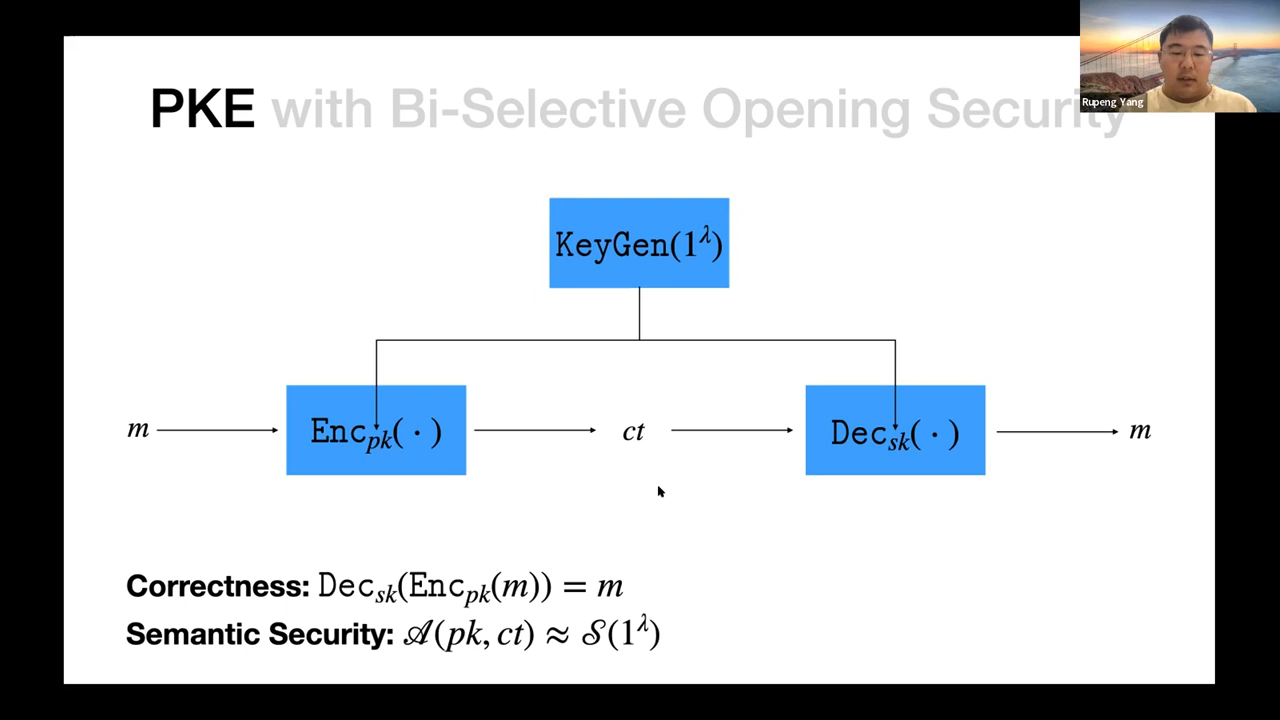 PKE with Bi-Selective Opening Security
Rupeng Yang
KeyGen(1^λ)
m
Enc_pk(·)
ct
Dec_sk(·)
m
Correctness: Dec_sk(Enc_pk(m)) = m
Semantic Security: 𝒜(pk, ct) ≈ 𝒮(1^λ)